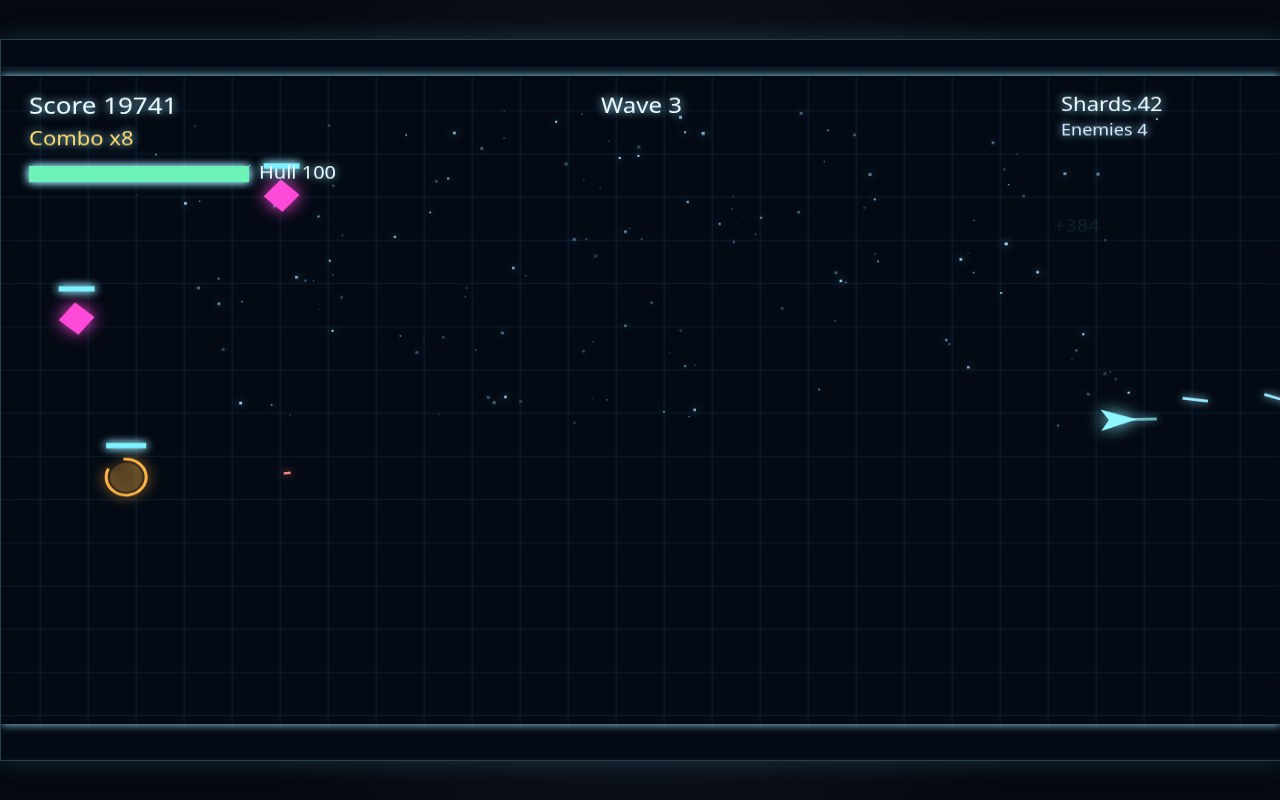 Score 19741
Wave 3
Shards 42
Combo x8
Enemies 4
Hull 100
+384